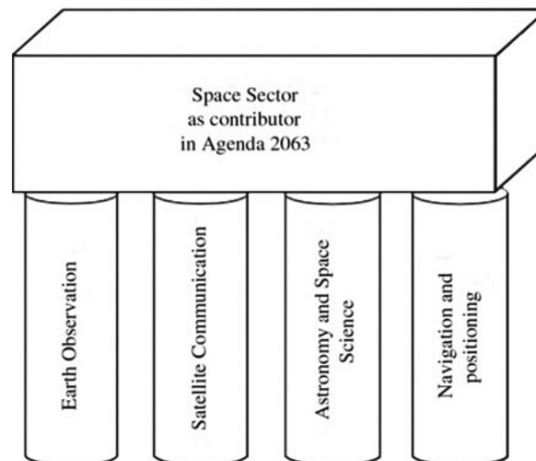 Space Sector
as contributor
in Agenda 2063
Earth Observation
Satellite Communication
Astronomy and Space
Science
Navigation and
positioning